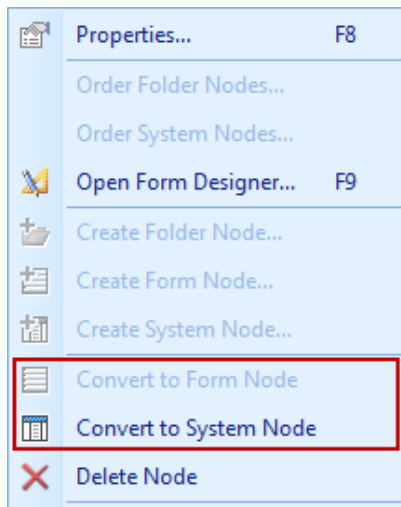 Properties... F8
Order Folder Nodes...
Order System Nodes...
Open Form Designer... F9
Create Folder Node...
Create Form Node...
Create System Node...
Convert to Form Node
Convert to System Node
Delete Node